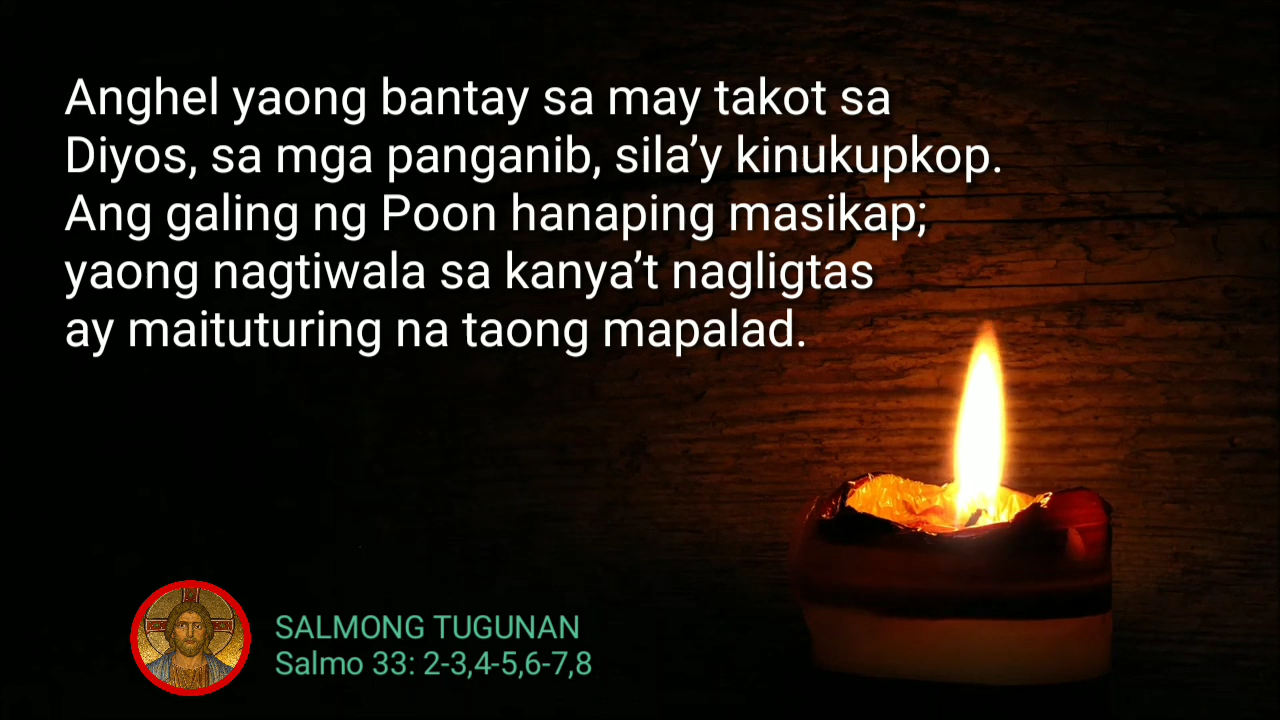 Anghel yaong bantay sa may takot sa
Diyos, sa mga panganib, sila’y kinukupkop.
Ang galing ng Poon hanaping masikap;
yaong nagtiwala sa kanya’t nagligtas
ay maituturing na taong mapalad.
SALMONG TUGUNAN
Salmo 33: 2-3,4-5,6-7,8